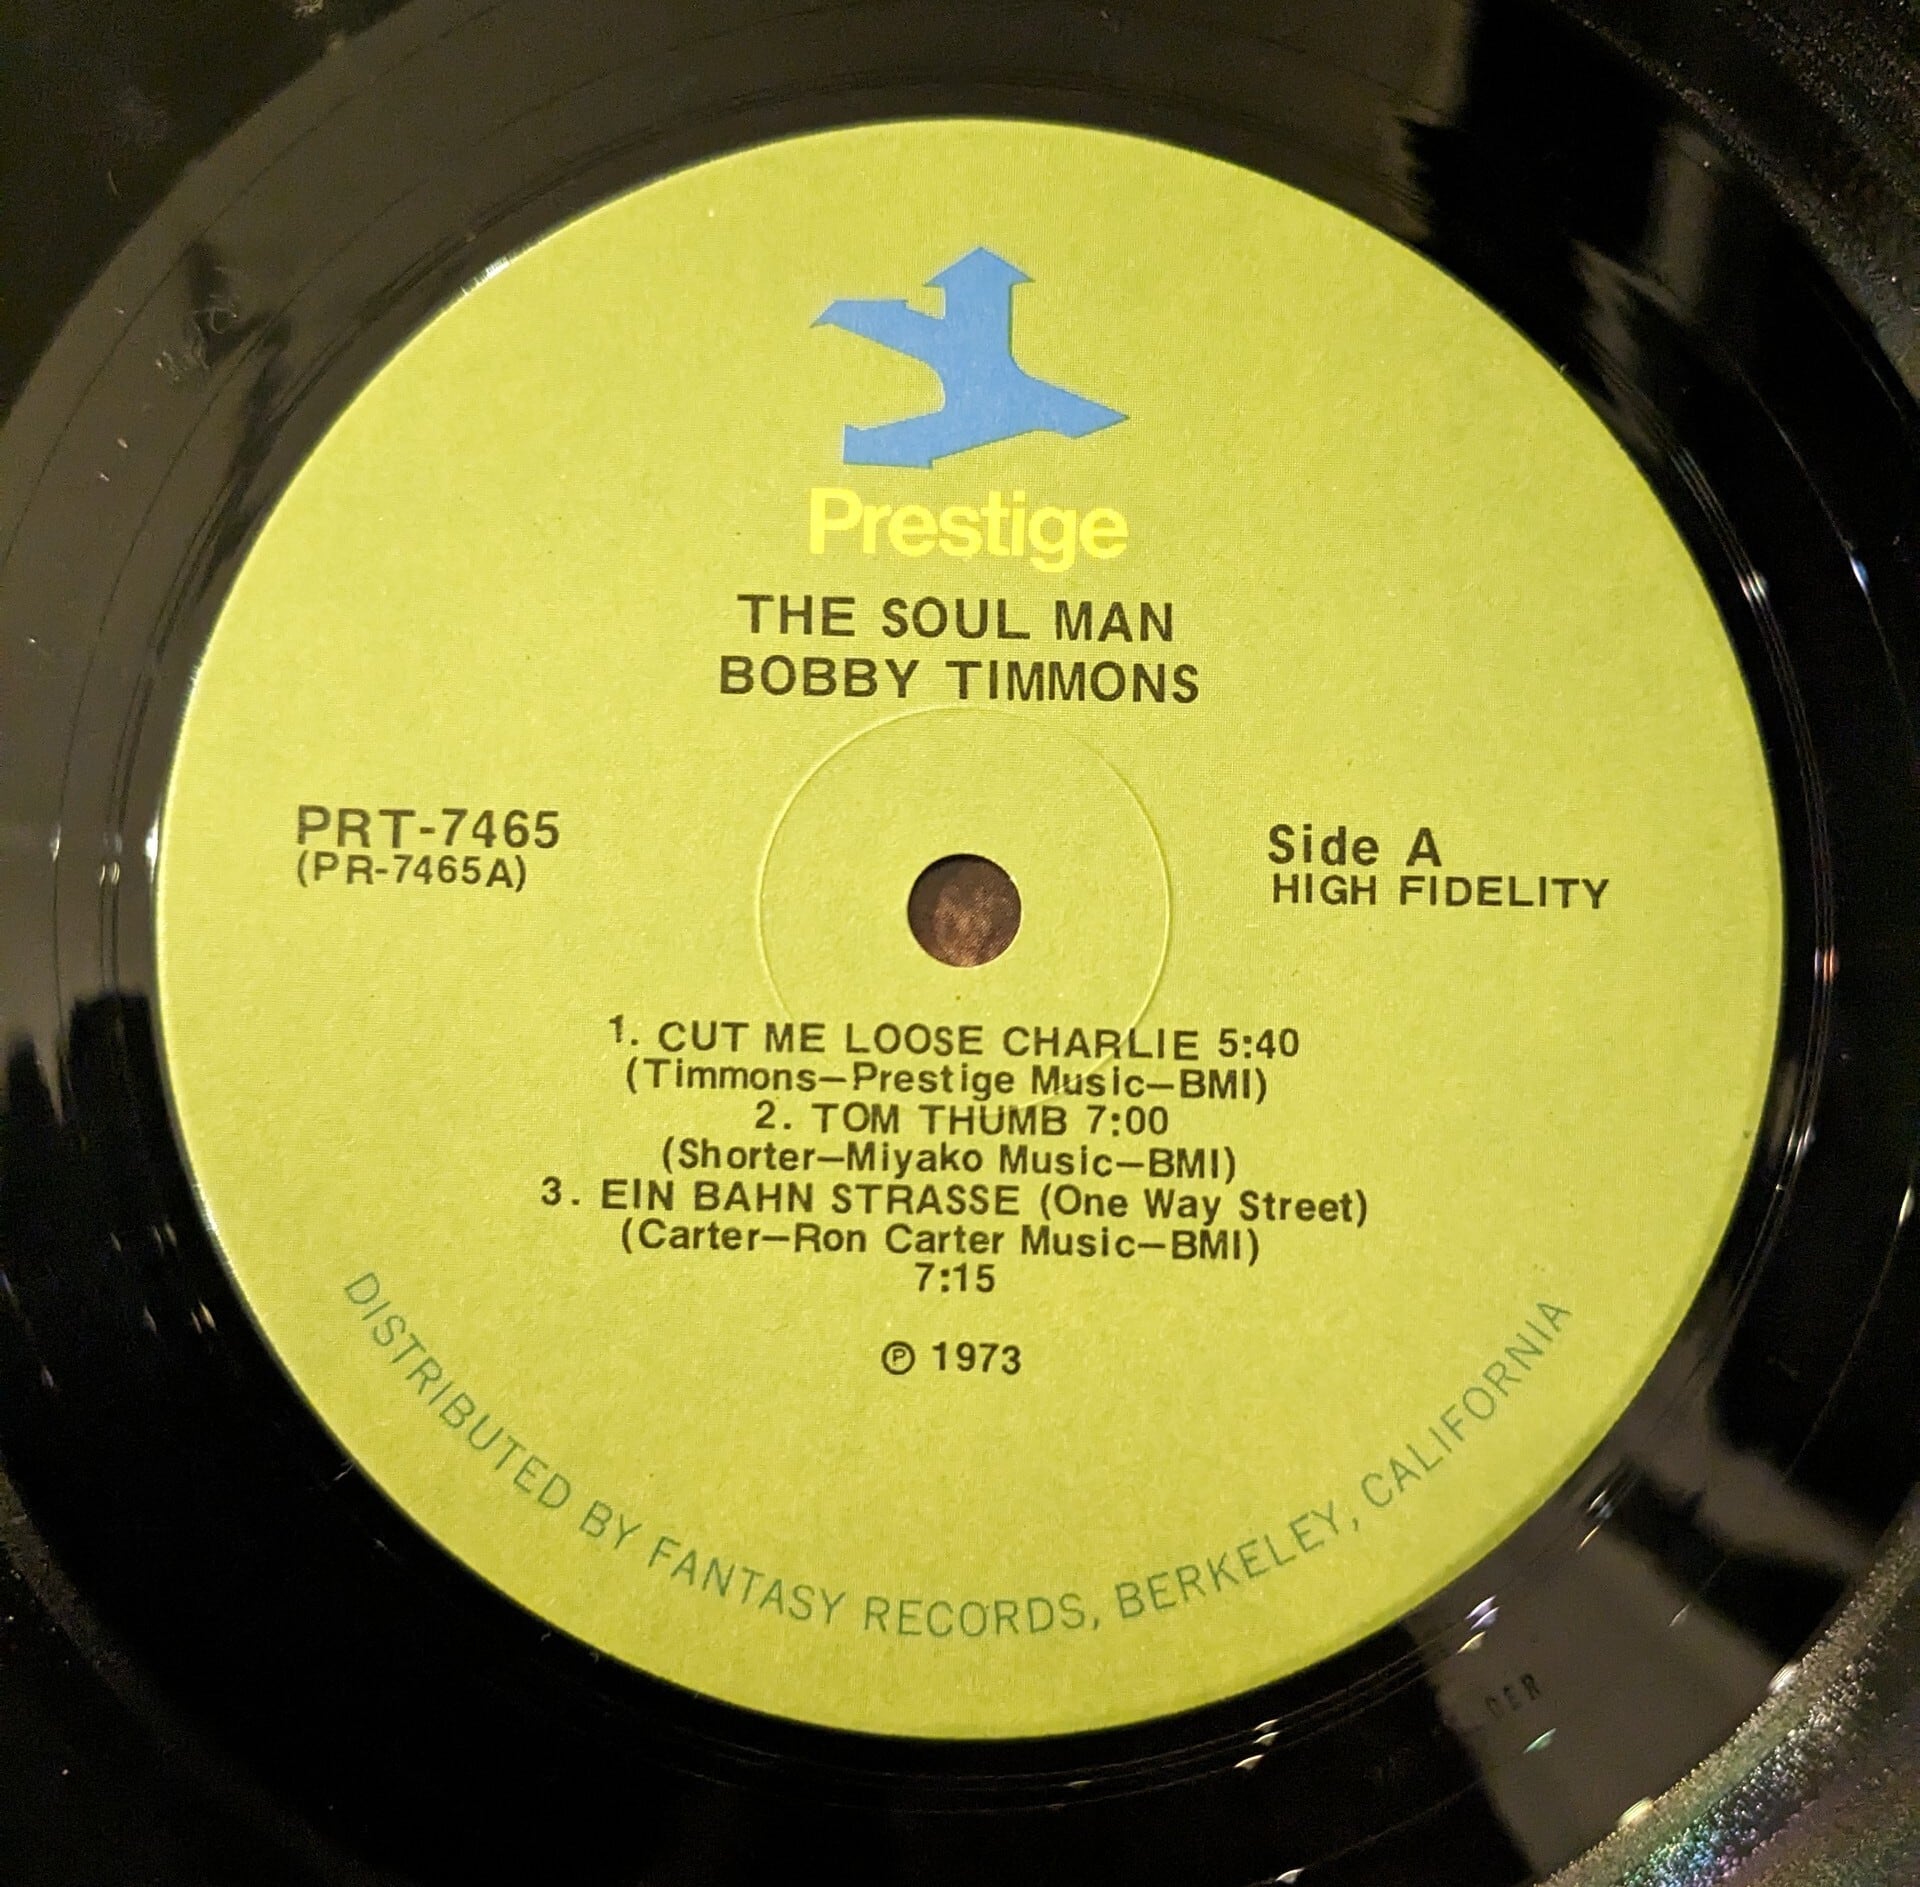 Prestige
THE SOUL MAN
BOBBY TIMMONS
PRT-7465
(PR-7465A)
Side A
HIGH FIDELITY
1. CUT ME LOOSE CHARLIE 5:40
(Timmons—Prestige Music—BMI)
2. TOM THUMB 7:00
(Shorter—Miyako Music—BMI)
3. EIN BAHN STRASSE (One Way Street)
(Carter—Ron Carter Music—BMI)
7:15
℗ 1973
DISTRIBUTED BY FANTASY RECORDS, BERKELEY, CALIFORNIA